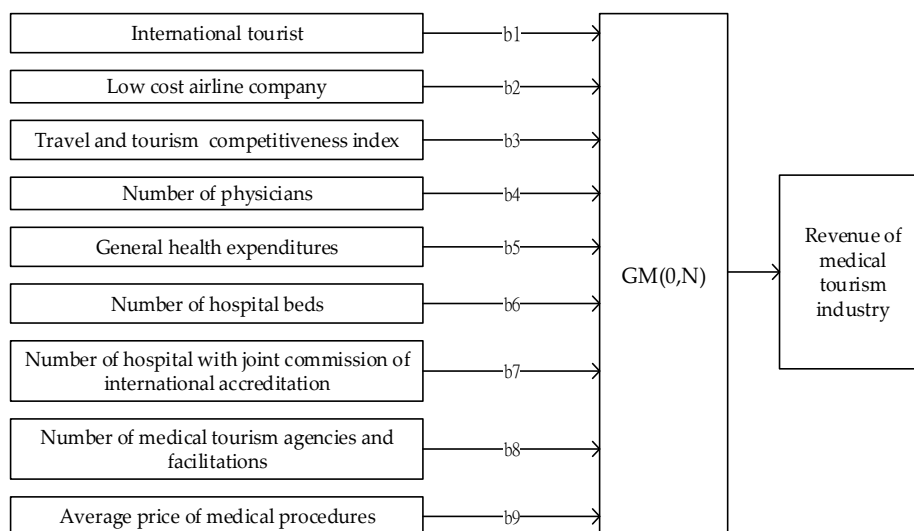 International tourist
b1
Low cost airline company
b2
Travel and tourism competitiveness index
b3
Number of physicians
b4
General health expenditures
b5
Number of hospital beds
b6
Number of hospital with joint commission of
international accreditation
b7
Number of medical tourism agencies and
facilitations
b8
Average price of medical procedures
b9
GM(0,N)
Revenue of
medical
tourism
industry